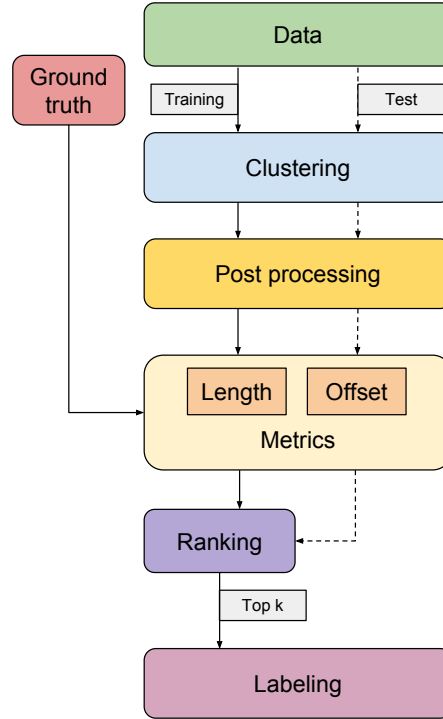 Data
Ground
truth
Training
Test
Clustering
Post processing
Length
Offset
Metrics
Ranking
Top k
Labeling